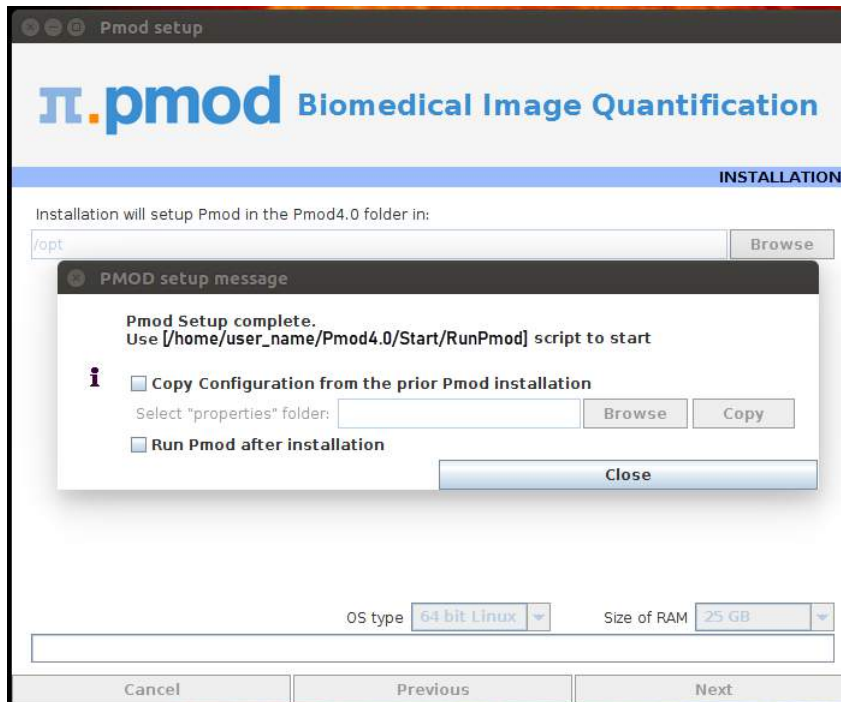 Pmod setup
π.pmod Biomedical Image Quantification
INSTALLATION
Installation will setup Pmod in the Pmod4.0 folder in:
/opt Browse
PMOD setup message
Pmod Setup complete.
Use [/home/user_name/Pmod4.0/Start/RunPmod] script to start
i
Copy Configuration from the prior Pmod installation
Select "properties" folder: Browse Copy
Run Pmod after installation
Close
OS type 64 bit Linux Size of RAM 25 GB
Cancel Previous Next